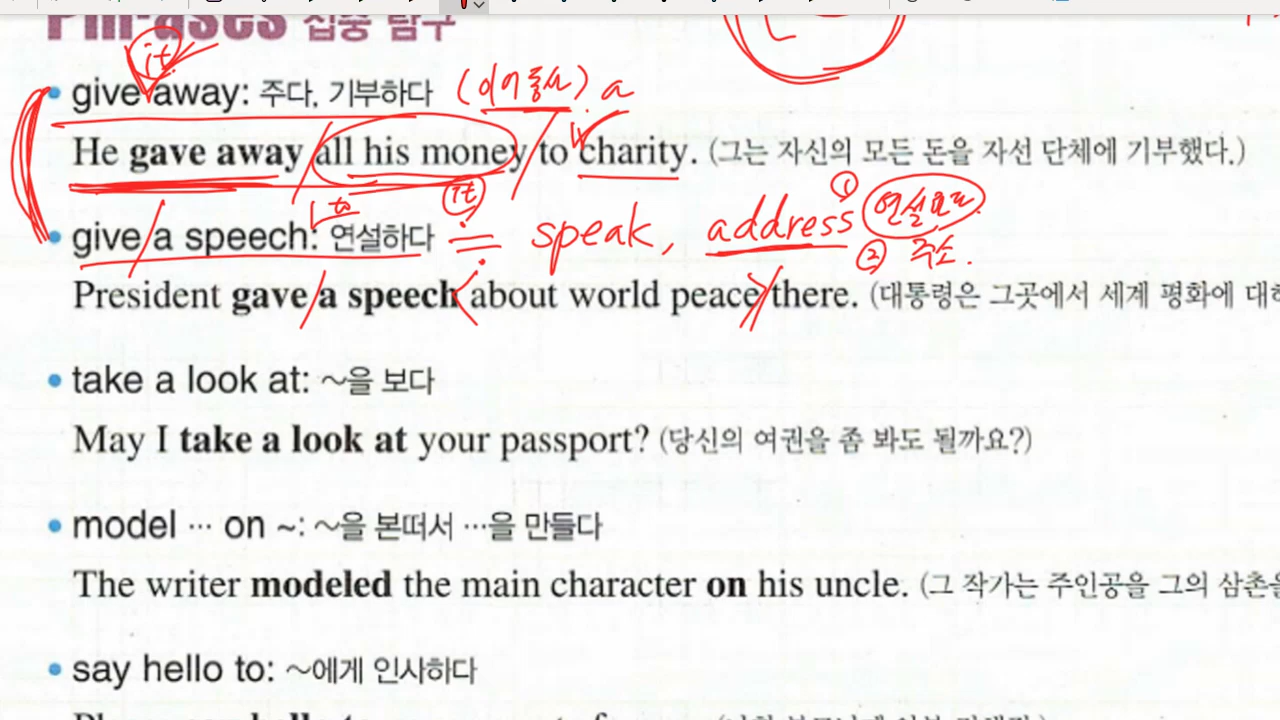 Phrases 집중 탐구
it
give away: 주다, 기부하다 (이어동사) a
He gave away all his money to charity. (그는 자신의 모든 돈을 자선 단체에 기부했다.)
to it
give a speech: 연설하다 ≒ speak, address ① 연설하다 ② 주소.
President gave a speech about world peace there. (대통령은 그곳에서 세계 평화에 대해
take a look at: ~을 보다
May I take a look at your passport? (당신의 여권을 좀 봐도 될까요?)
model … on ~: ~을 본떠서 …을 만들다
The writer modeled the main character on his uncle. (그 작가는 주인공을 그의 삼촌을
say hello to: ~에게 인사하다